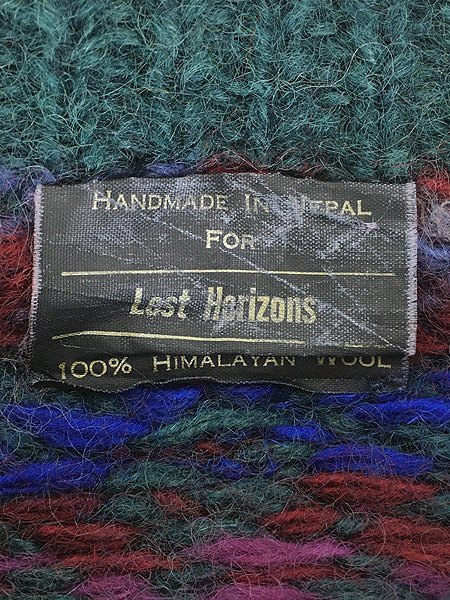 HANDMADE IN NEPAL
FOR
Lost Horizons
100% HIMALAYAN WOOL